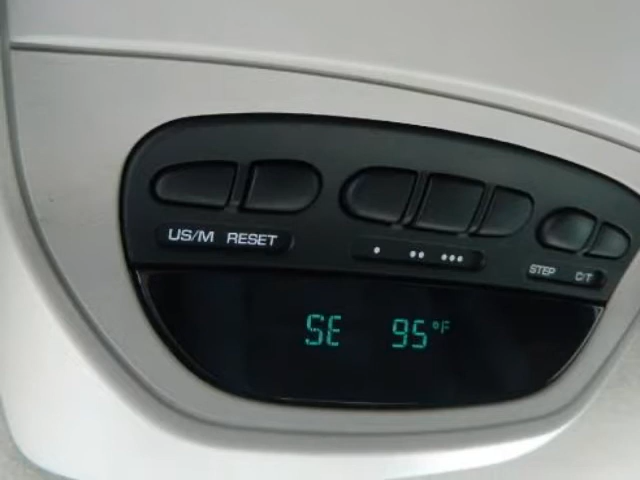 US/M RESET
• •• •••
STEP C/T
SE 95°F